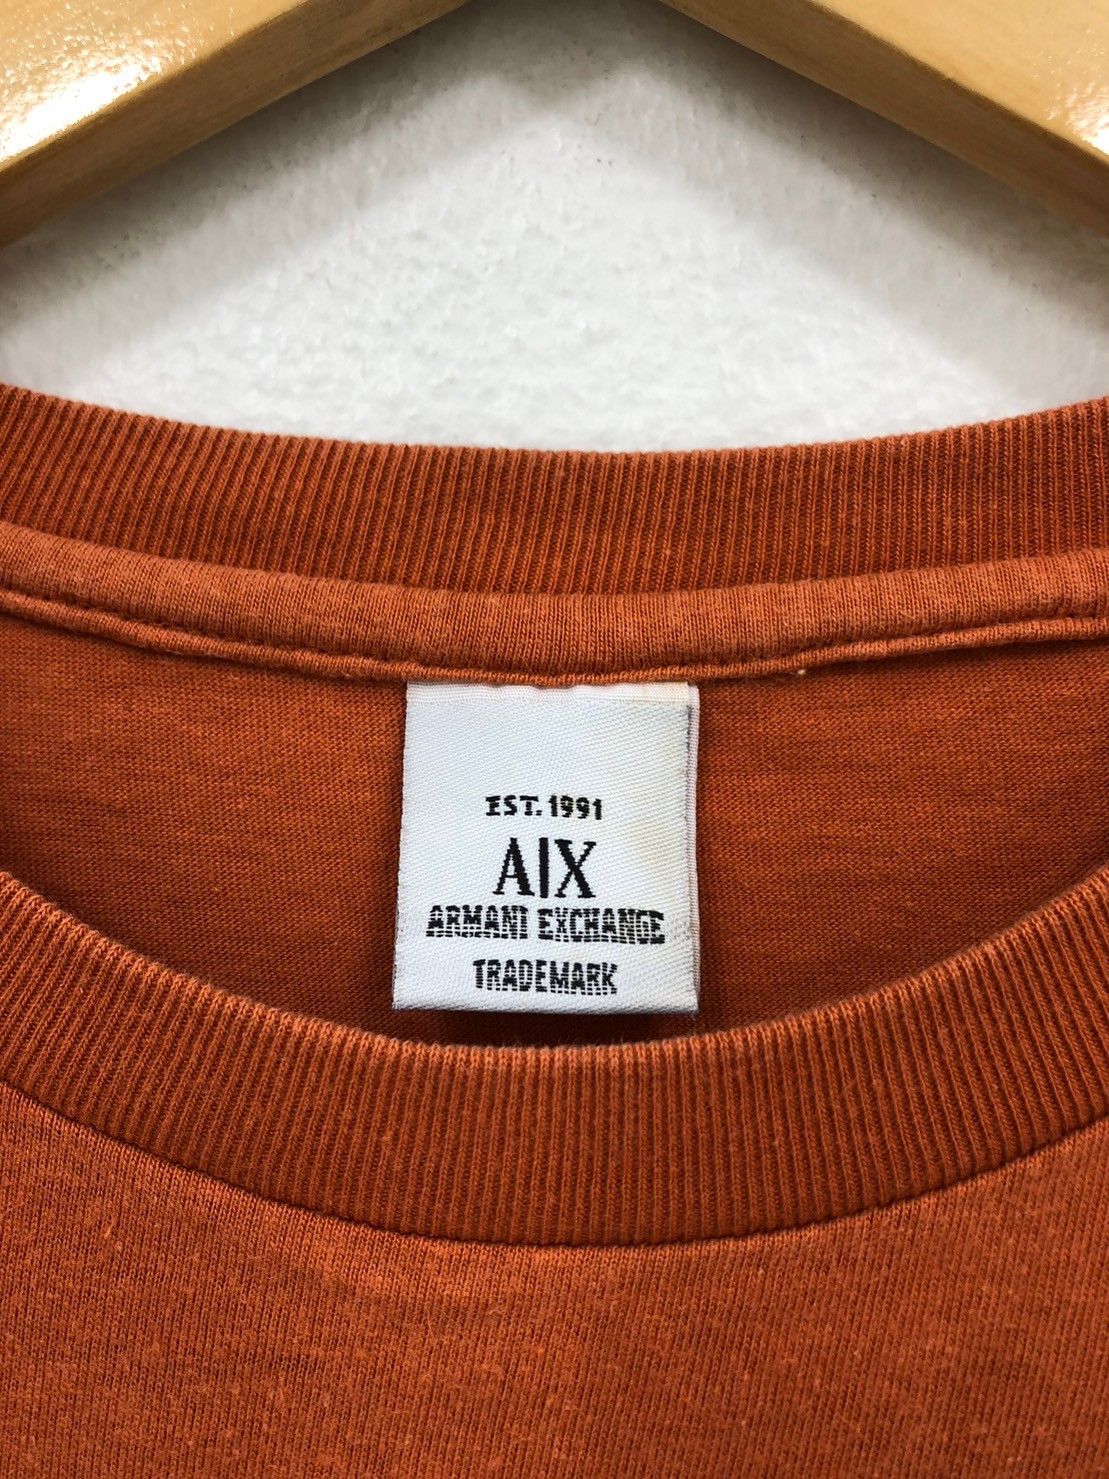 EST. 1991
A|X
ARMANI EXCHANGE
TRADEMARK